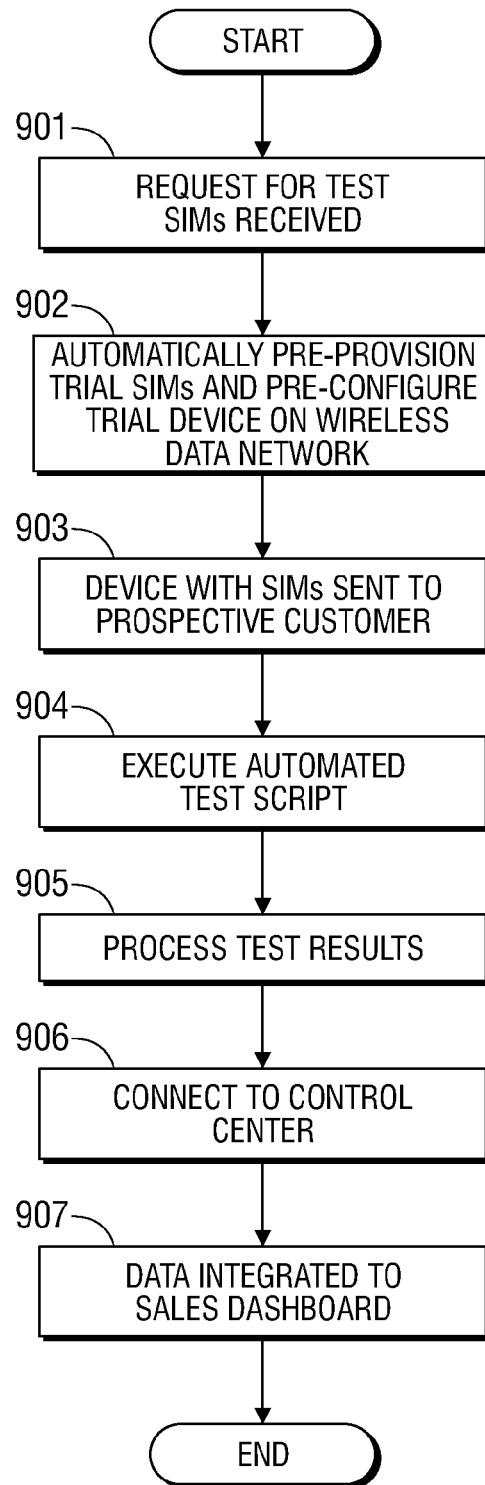 START
901
REQUEST FOR TEST
SIMs RECEIVED
902
AUTOMATICALLY PRE-PROVISION
TRIAL SIMs AND PRE-CONFIGURE
TRIAL DEVICE ON WIRELESS
DATA NETWORK
903
DEVICE WITH SIMs SENT TO
PROSPECTIVE CUSTOMER
904
EXECUTE AUTOMATED
TEST SCRIPT
905
PROCESS TEST RESULTS
906
CONNECT TO CONTROL
CENTER
907
DATA INTEGRATED TO
SALES DASHBOARD
END